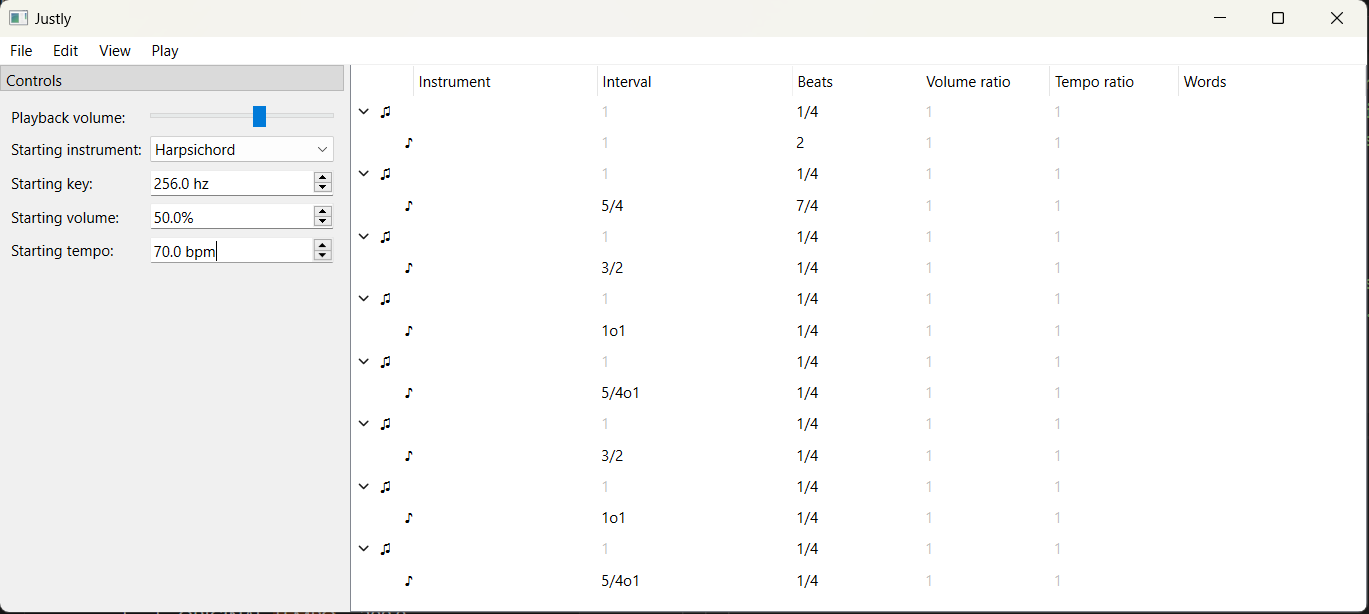 Justly
File Edit View Play
Controls
Playback volume:
Starting instrument: Harpsichord
Starting key: 256.0 hz
Starting volume: 50.0%
Starting tempo: 70.0 bpm
Instrument Interval Beats Volume ratio Tempo ratio Words
1 1/4 1 1
1 2 1 1
1 1/4 1 1
5/4 7/4 1 1
1 1/4 1 1
3/2 1/4 1 1
1 1/4 1 1
1o1 1/4 1 1
1 1/4 1 1
5/4o1 1/4 1 1
1 1/4 1 1
3/2 1/4 1 1
1 1/4 1 1
1o1 1/4 1 1
1 1/4 1 1
5/4o1 1/4 1 1